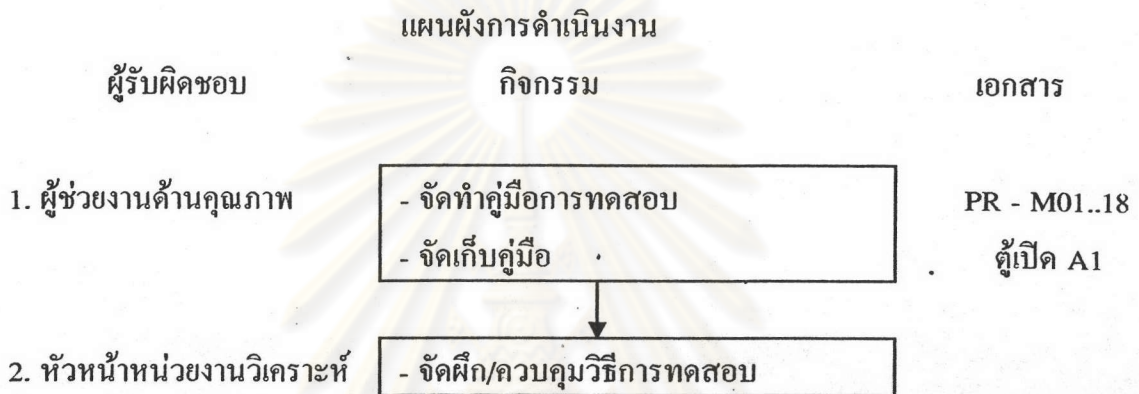 แผนผังการดำเนินงาน
ผู้รับผิดชอบ กิจกรรม เอกสาร
1. ผู้ช่วยงานด้านคุณภาพ - จัดทำคู่มือการทดสอบ PR - M01..18
- จัดเก็บคู่มือ ตู้เปิด A1
2. หัวหน้าหน่วยงานวิเคราะห์ - จัดฝึก/ควบคุมวิธีการทดสอบ